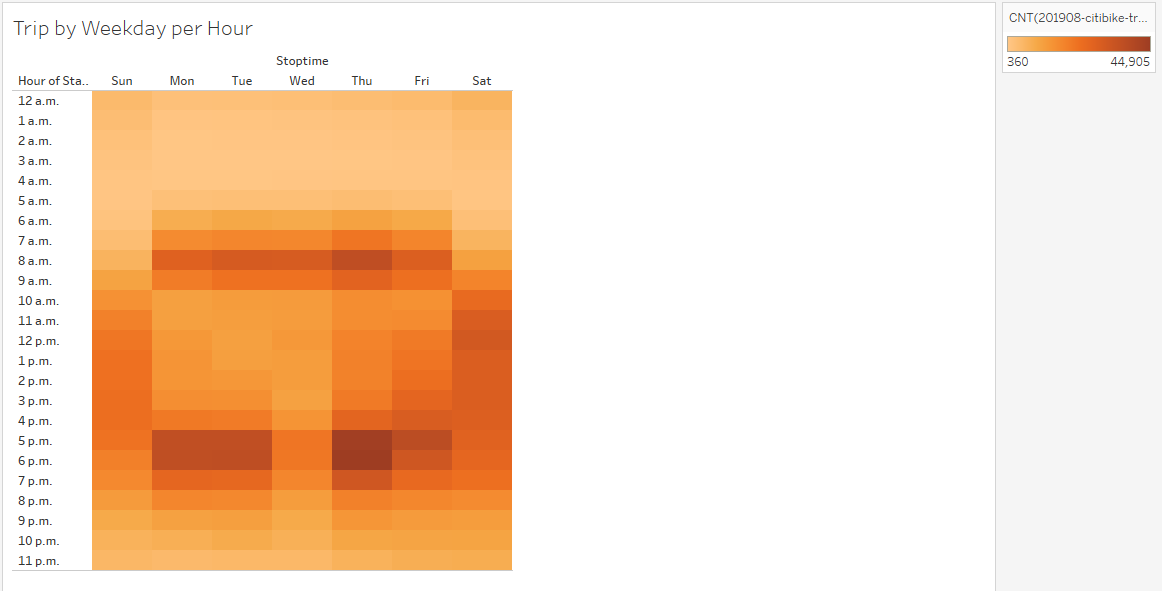 Trip by Weekday per Hour
CNT(201908-citibike-tr...
360 44,905
Stoptime
Hour of Sta.. Sun Mon Tue Wed Thu Fri Sat
12 a.m.
1 a.m.
2 a.m.
3 a.m.
4 a.m.
5 a.m.
6 a.m.
7 a.m.
8 a.m.
9 a.m.
10 a.m.
11 a.m.
12 p.m.
1 p.m.
2 p.m.
3 p.m.
4 p.m.
5 p.m.
6 p.m.
7 p.m.
8 p.m.
9 p.m.
10 p.m.
11 p.m.